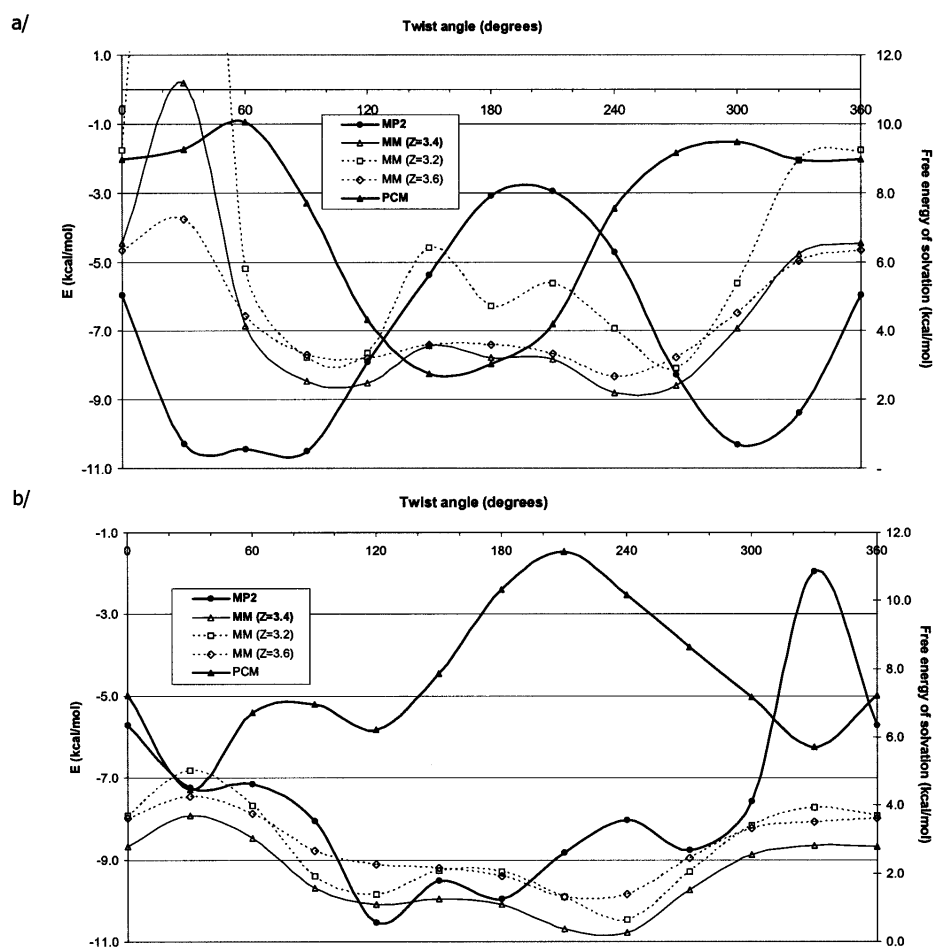 a/
Twist angle (degrees)
1.0
-1.0
-3.0
-5.0
-7.0
-9.0
-11.0
E (kcal/mol)
0
60
120
180
240
300
360
MP2
MM (Z=3.4)
MM (Z=3.2)
MM (Z=3.6)
PCM
12.0
10.0
8.0
6.0
4.0
2.0
-
Free energy of solvation (kcal/mol)
b/
Twist angle (degrees)
-1.0
-3.0
-5.0
-7.0
-9.0
-11.0
E (kcal/mol)
0
60
120
180
240
300
360
MP2
MM (Z=3.4)
MM (Z=3.2)
MM (Z=3.6)
PCM
12.0
10.0
8.0
6.0
4.0
2.0
0.0
Free energy of solvation (kcal/mol)